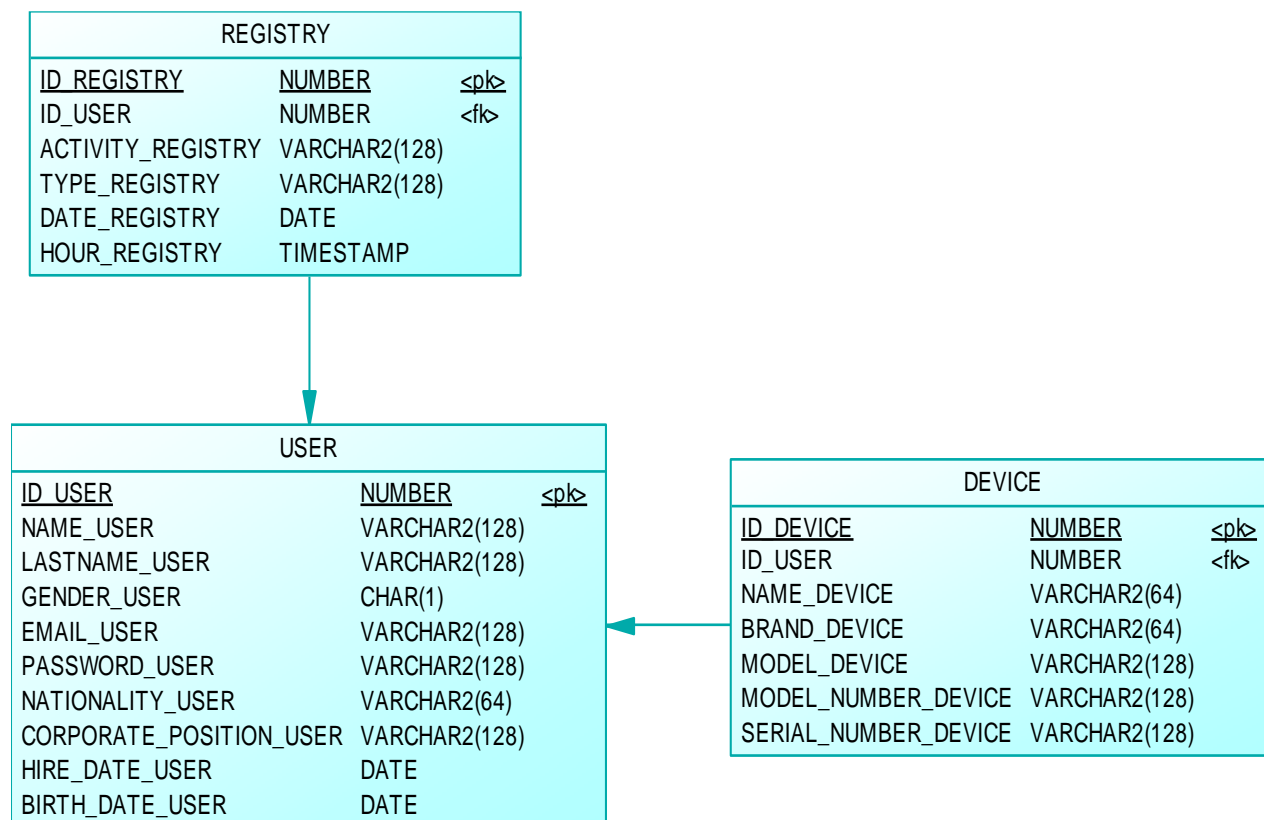 REGISTRY
ID_REGISTRY NUMBER <pk>
ID_USER NUMBER <fk>
ACTIVITY_REGISTRY VARCHAR2(128)
TYPE_REGISTRY VARCHAR2(128)
DATE_REGISTRY DATE
HOUR_REGISTRY TIMESTAMP
USER
ID_USER NUMBER <pk>
NAME_USER VARCHAR2(128)
LASTNAME_USER VARCHAR2(128)
GENDER_USER CHAR(1)
EMAIL_USER VARCHAR2(128)
PASSWORD_USER VARCHAR2(128)
NATIONALITY_USER VARCHAR2(64)
CORPORATE_POSITION_USER VARCHAR2(128)
HIRE_DATE_USER DATE
BIRTH_DATE_USER DATE
DEVICE
ID_DEVICE NUMBER <pk>
ID_USER NUMBER <fk>
NAME_DEVICE VARCHAR2(64)
BRAND_DEVICE VARCHAR2(64)
MODEL_DEVICE VARCHAR2(128)
MODEL_NUMBER_DEVICE VARCHAR2(128)
SERIAL_NUMBER_DEVICE VARCHAR2(128)